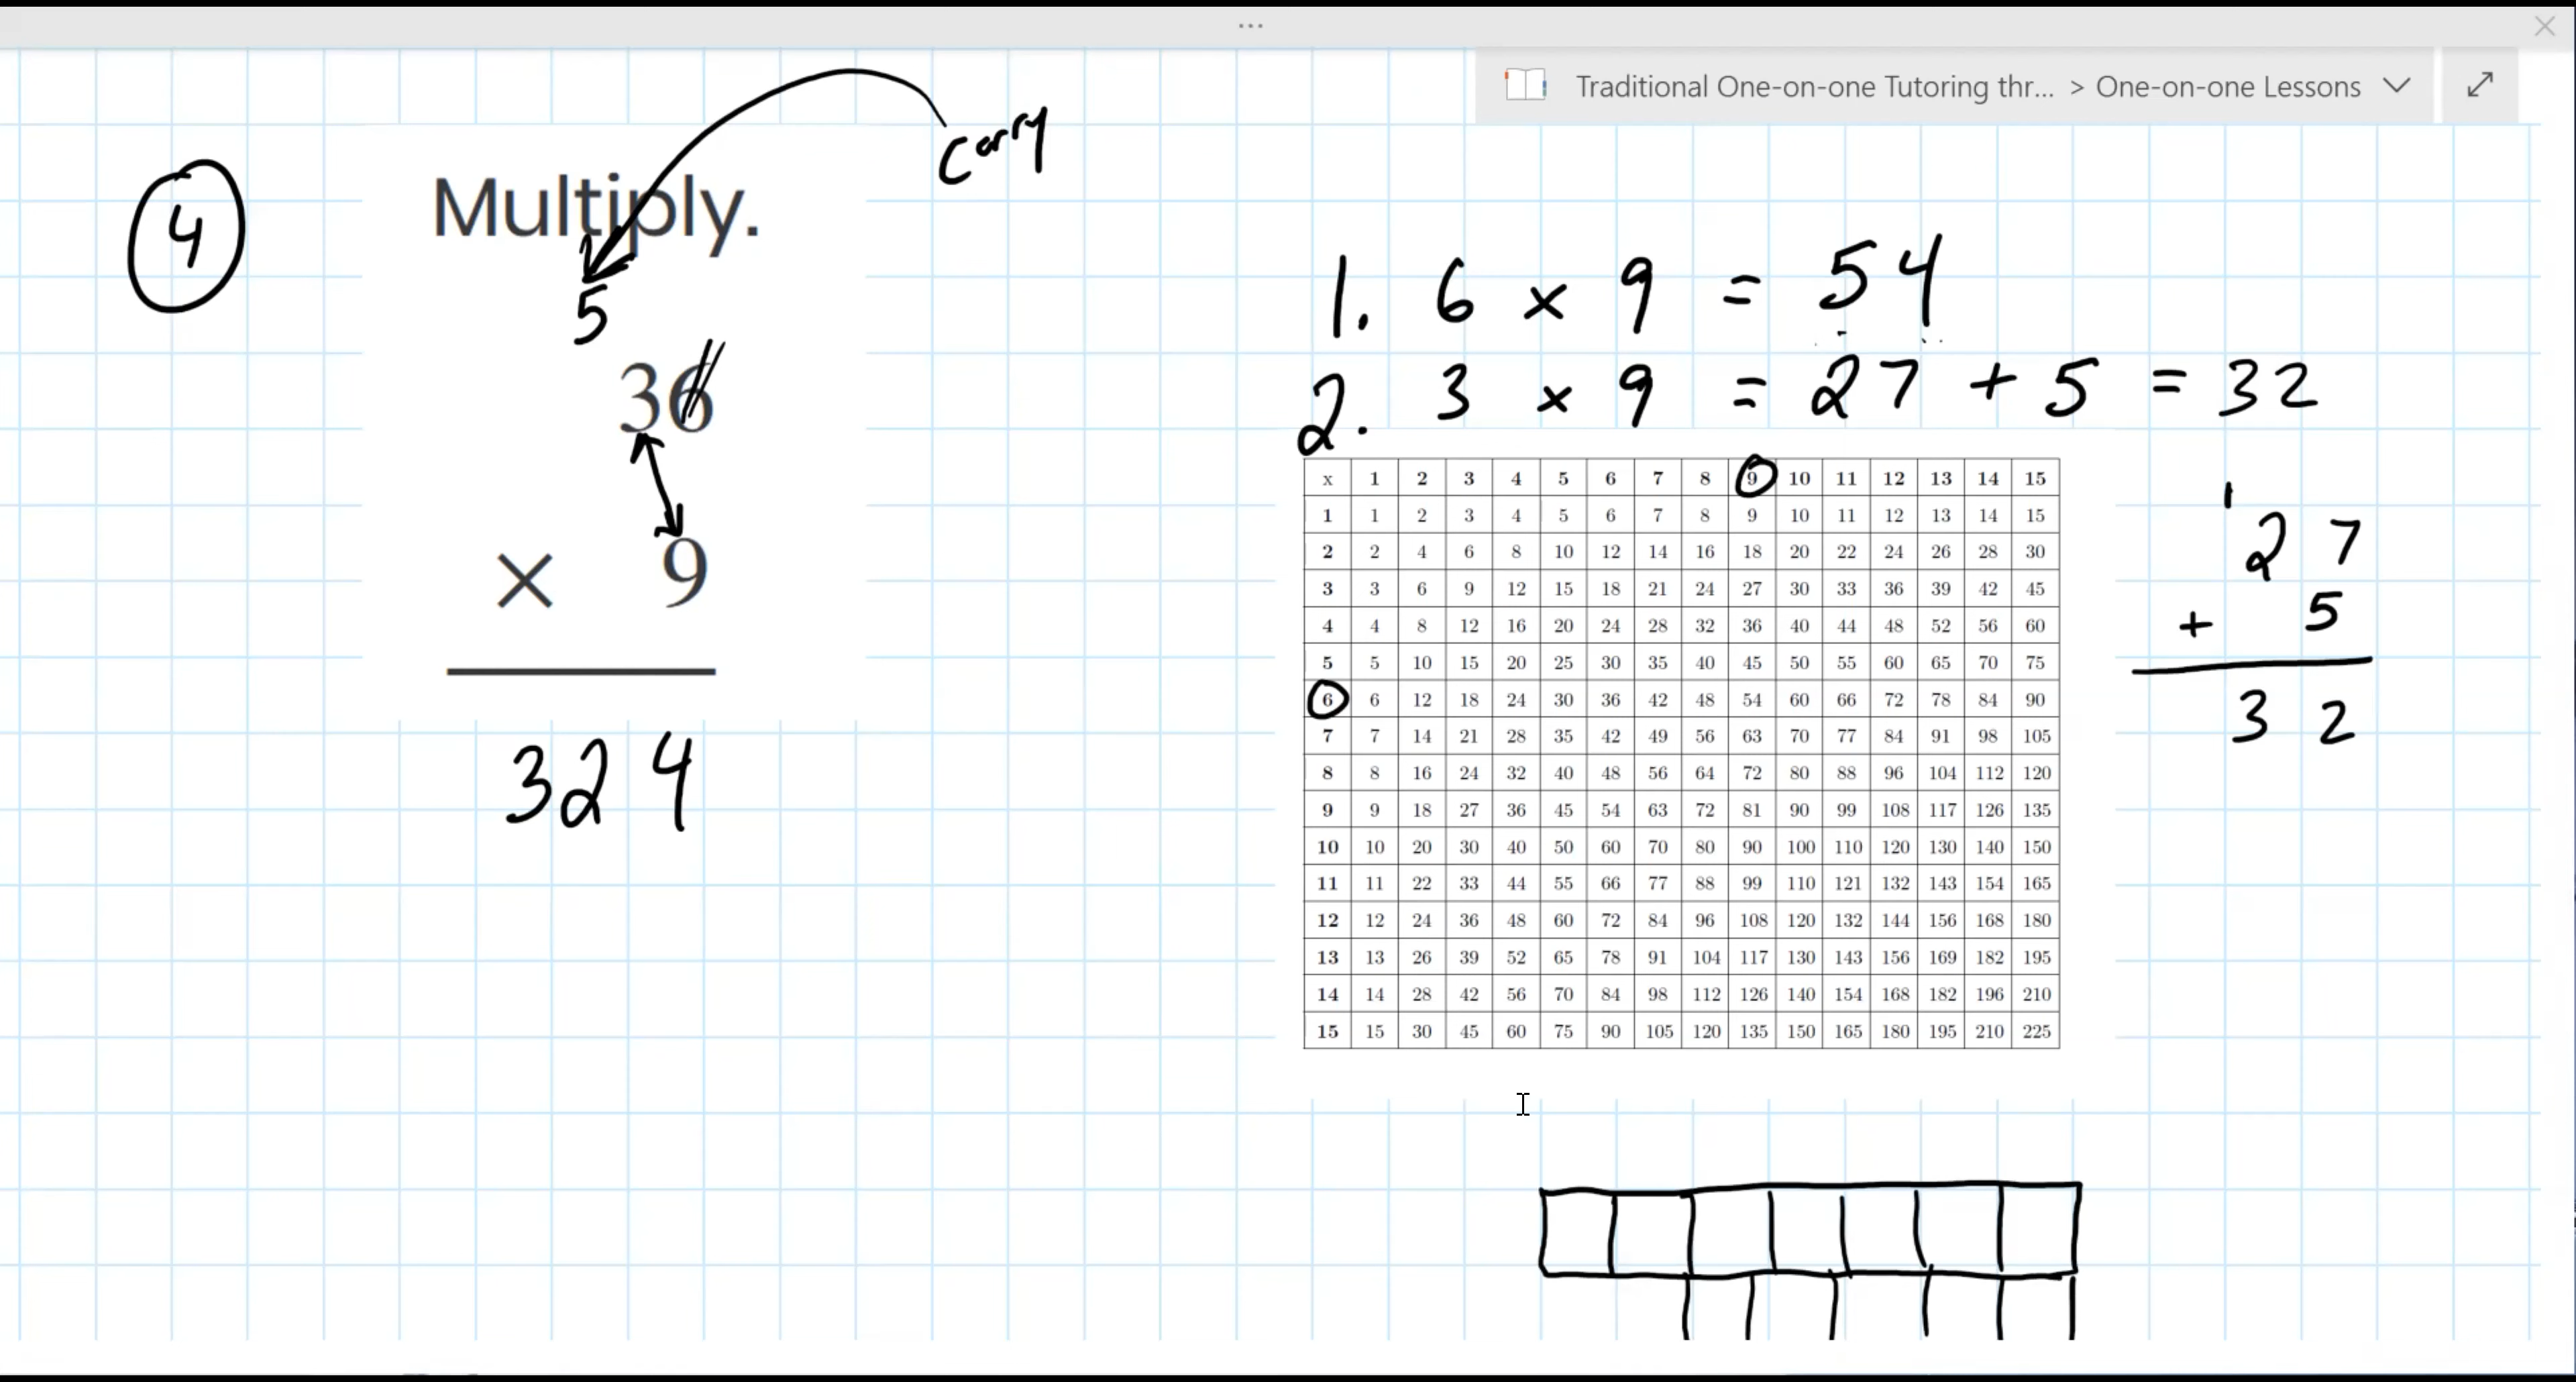 Traditional One-on-one Tutoring thr... > One-on-one Lessons
4
carry
Multiply.
5
36
× 9
324
1. 6 × 9 = 54
2. 3 × 9 = 27 + 5 = 32
x 1 2 3 4 5 6 7 8 9 10 11 12 13 14 15
1 1 2 3 4 5 6 7 8 9 10 11 12 13 14 15
2 2 4 6 8 10 12 14 16 18 20 22 24 26 28 30
3 3 6 9 12 15 18 21 24 27 30 33 36 39 42 45
4 4 8 12 16 20 24 28 32 36 40 44 48 52 56 60
5 5 10 15 20 25 30 35 40 45 50 55 60 65 70 75
6 6 12 18 24 30 36 42 48 54 60 66 72 78 84 90
7 7 14 21 28 35 42 49 56 63 70 77 84 91 98 105
8 8 16 24 32 40 48 56 64 72 80 88 96 104 112 120
9 9 18 27 36 45 54 63 72 81 90 99 108 117 126 135
10 10 20 30 40 50 60 70 80 90 100 110 120 130 140 150
11 11 22 33 44 55 66 77 88 99 110 121 132 143 154 165
12 12 24 36 48 60 72 84 96 108 120 132 144 156 168 180
13 13 26 39 52 65 78 91 104 117 130 143 156 169 182 195
14 14 28 42 56 70 84 98 112 126 140 154 168 182 196 210
15 15 30 45 60 75 90 105 120 135 150 165 180 195 210 225
1
27
+ 5
32